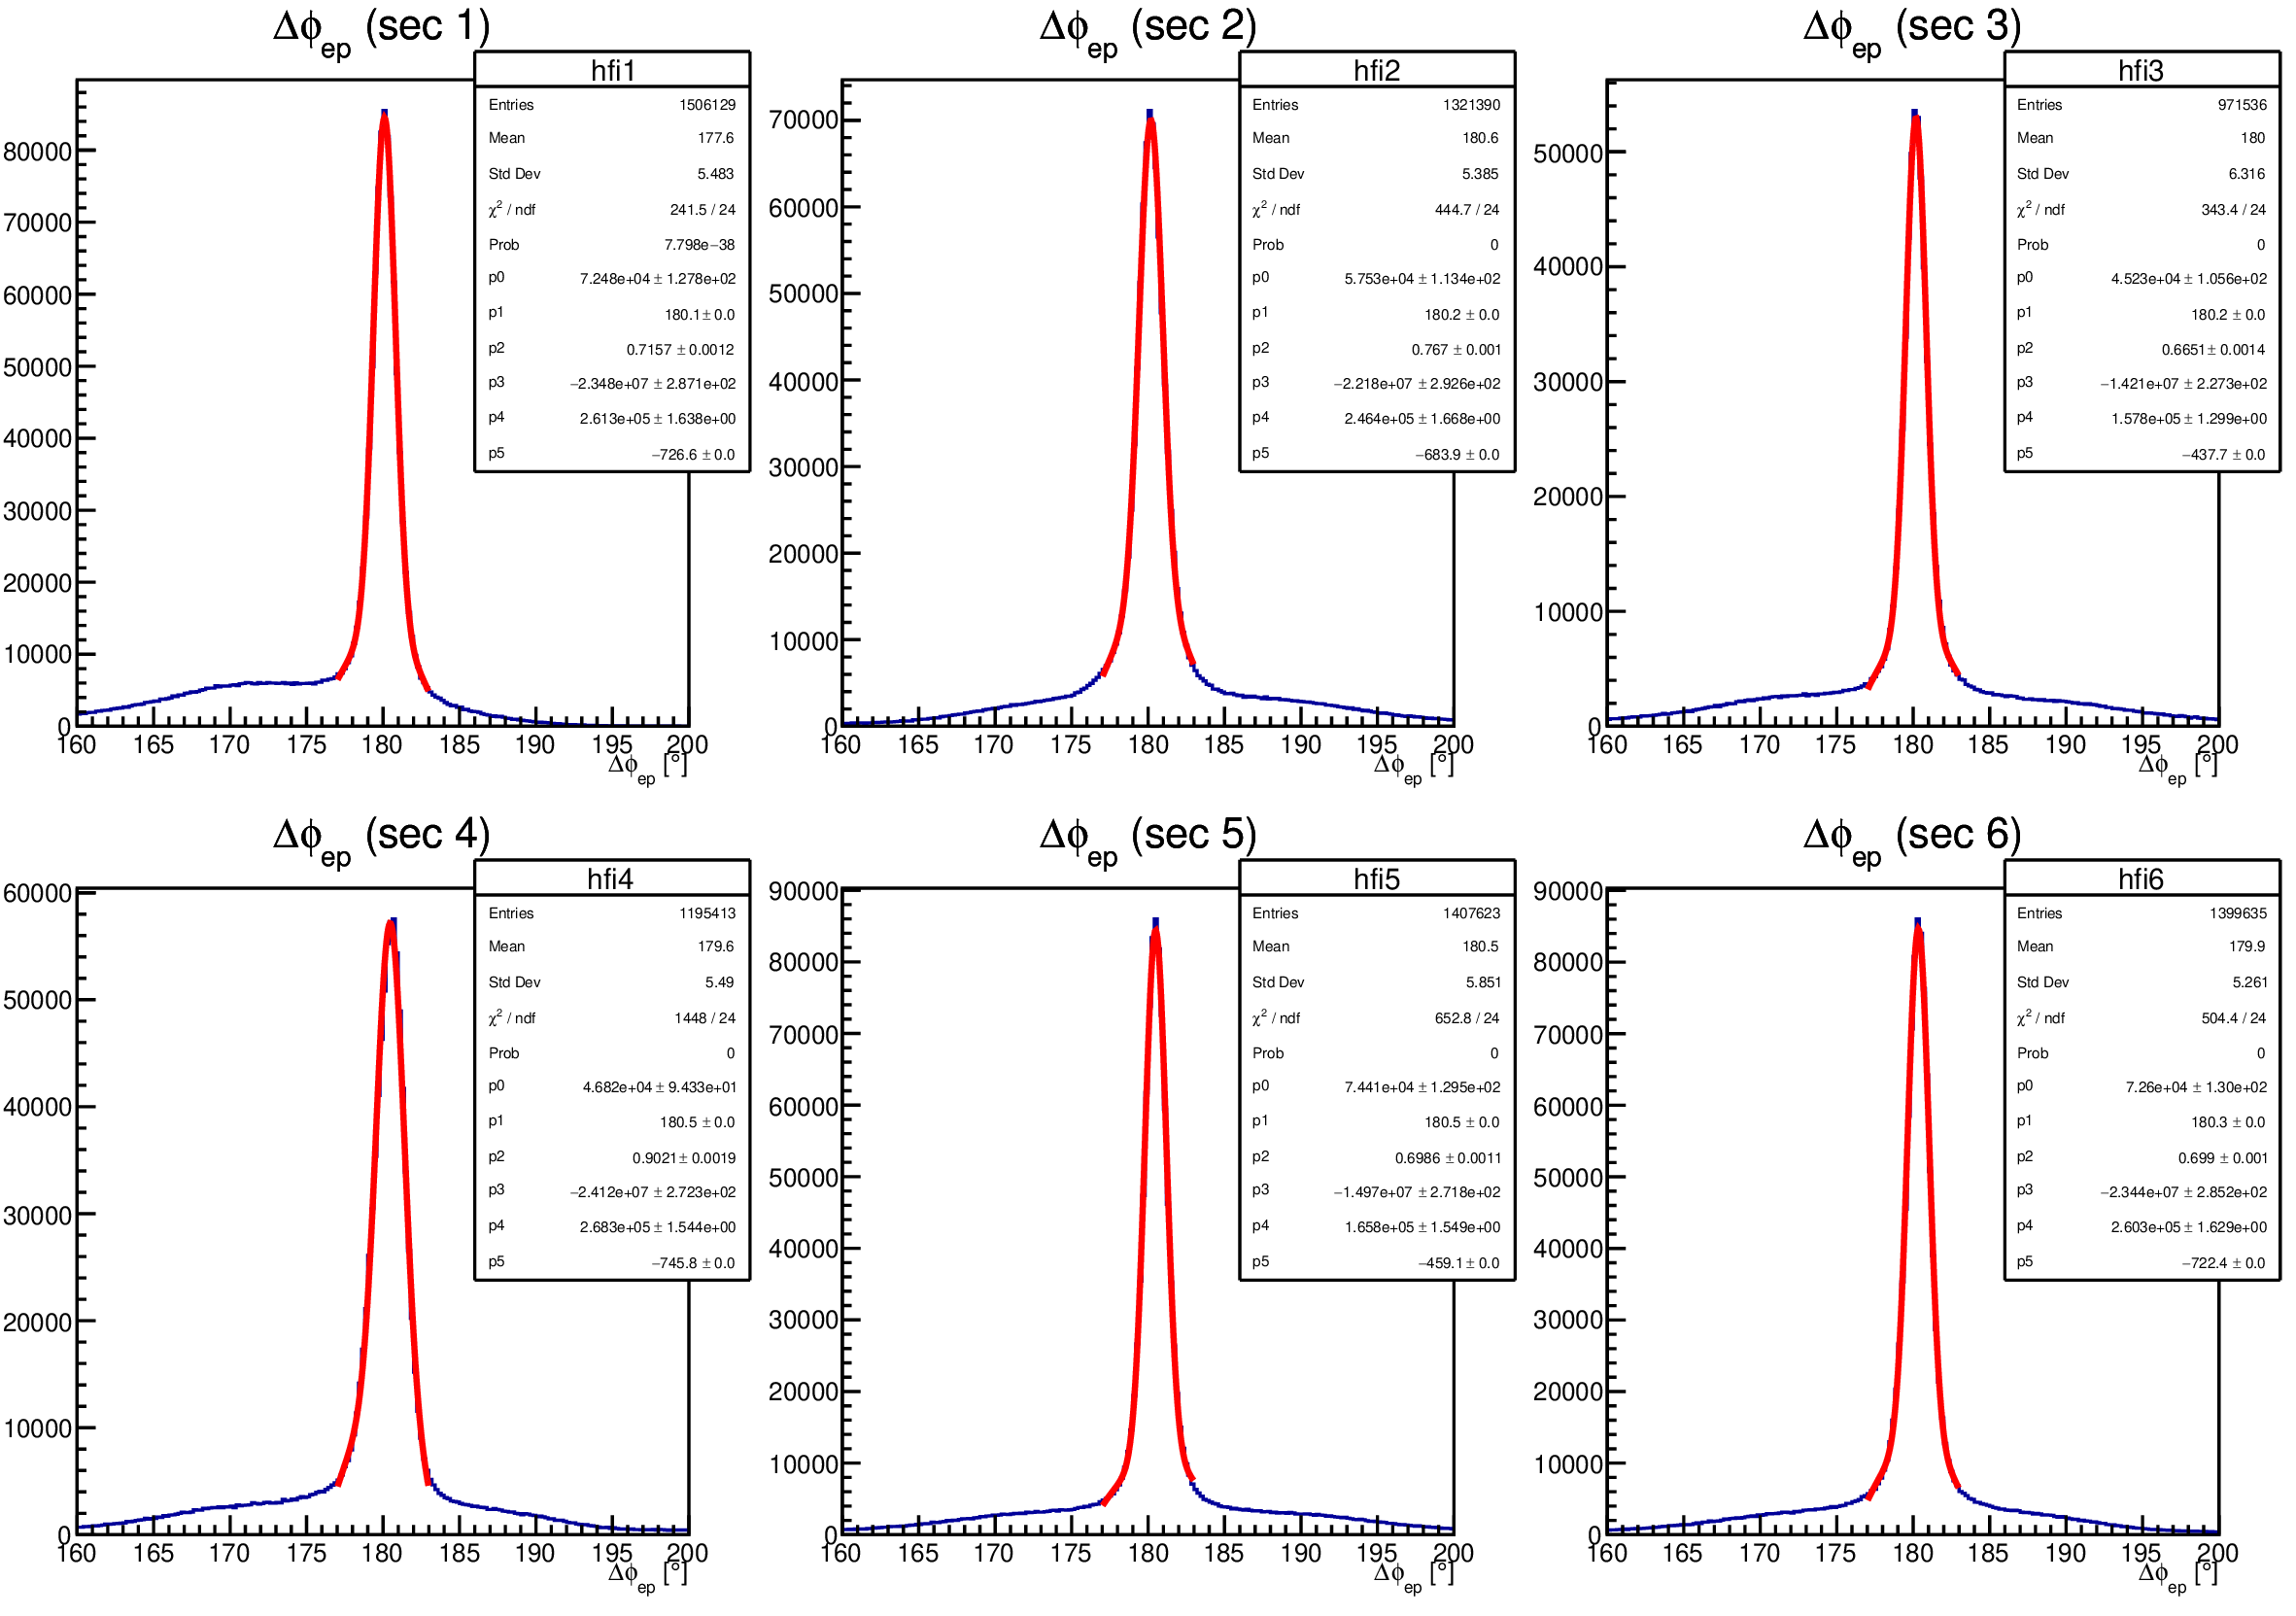 Δϕep (sec 1)
hfi1
Entries 1506129
Mean 177.6
Std Dev 5.483
χ2 / ndf 241.5 / 24
Prob 7.798e−38
p0 7.248e+04 ± 1.278e+02
p1 180.1 ± 0.0
p2 0.7157 ± 0.0012
p3 −2.348e+07 ± 2.871e+02
p4 2.613e+05 ± 1.638e+00
p5 −726.6 ± 0.0
80000
70000
60000
50000
40000
30000
20000
10000
0
160 165 170 175 180 185 190 195 200
Δϕep [°]
Δϕep (sec 2)
hfi2
Entries 1321390
Mean 180.6
Std Dev 5.385
χ2 / ndf 444.7 / 24
Prob 0
p0 5.753e+04 ± 1.134e+02
p1 180.2 ± 0.0
p2 0.767 ± 0.001
p3 −2.218e+07 ± 2.926e+02
p4 2.464e+05 ± 1.668e+00
p5 −683.9 ± 0.0
70000
60000
50000
40000
30000
20000
10000
0
160 165 170 175 180 185 190 195 200
Δϕep [°]
Δϕep (sec 3)
hfi3
Entries 971536
Mean 180
Std Dev 6.316
χ2 / ndf 343.4 / 24
Prob 0
p0 4.523e+04 ± 1.056e+02
p1 180.2 ± 0.0
p2 0.6651 ± 0.0014
p3 −1.421e+07 ± 2.273e+02
p4 1.578e+05 ± 1.299e+00
p5 −437.7 ± 0.0
50000
40000
30000
20000
10000
0
160 165 170 175 180 185 190 195 200
Δϕep [°]
Δϕep (sec 4)
hfi4
Entries 1195413
Mean 179.6
Std Dev 5.49
χ2 / ndf 1448 / 24
Prob 0
p0 4.682e+04 ± 9.433e+01
p1 180.5 ± 0.0
p2 0.9021 ± 0.0019
p3 −2.412e+07 ± 2.723e+02
p4 2.683e+05 ± 1.544e+00
p5 −745.8 ± 0.0
60000
50000
40000
30000
20000
10000
0
160 165 170 175 180 185 190 195 200
Δϕep [°]
Δϕep (sec 5)
hfi5
Entries 1407623
Mean 180.5
Std Dev 5.851
χ2 / ndf 652.8 / 24
Prob 0
p0 7.441e+04 ± 1.295e+02
p1 180.5 ± 0.0
p2 0.6986 ± 0.0011
p3 −1.497e+07 ± 2.718e+02
p4 1.658e+05 ± 1.549e+00
p5 −459.1 ± 0.0
90000
80000
70000
60000
50000
40000
30000
20000
10000
0
160 165 170 175 180 185 190 195 200
Δϕep [°]
Δϕep (sec 6)
hfi6
Entries 1399635
Mean 179.9
Std Dev 5.261
χ2 / ndf 504.4 / 24
Prob 0
p0 7.26e+04 ± 1.30e+02
p1 180.3 ± 0.0
p2 0.699 ± 0.001
p3 −2.344e+07 ± 2.852e+02
p4 2.603e+05 ± 1.629e+00
p5 −722.4 ± 0.0
90000
80000
70000
60000
50000
40000
30000
20000
10000
0
160 165 170 175 180 185 190 195 200
Δϕep [°]